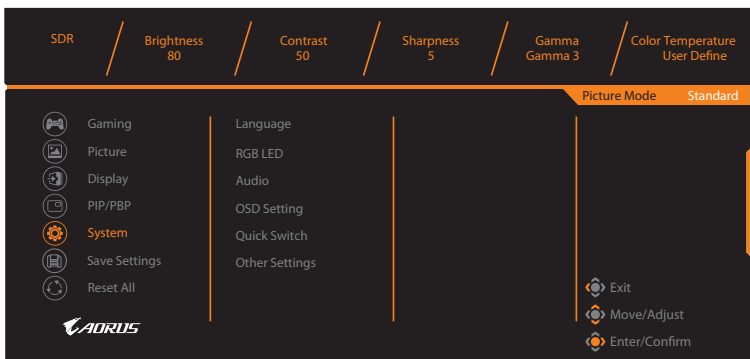 SDR Brightness Contrast Sharpness Gamma Color Temperature
80 50 5 Gamma 3 User Define
Picture Mode Standard
Gaming Language
Picture RGB LED
Display Audio
PIP/PBP OSD Setting
System Quick Switch
Save Settings Other Settings
Reset All Exit
AORUS Move/Adjust
Enter/Confirm